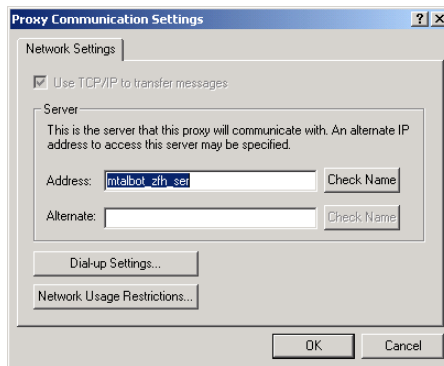 Proxy Communication Settings
Network Settings
Use TCP/IP to transfer messages
Server
This is the server that this proxy will communicate with. An alternate IP
address to access this server may be specified.
Address: mtalbot_zfh_ser Check Name
Alternate: Check Name
Dial-up Settings...
Network Usage Restrictions...
OK Cancel